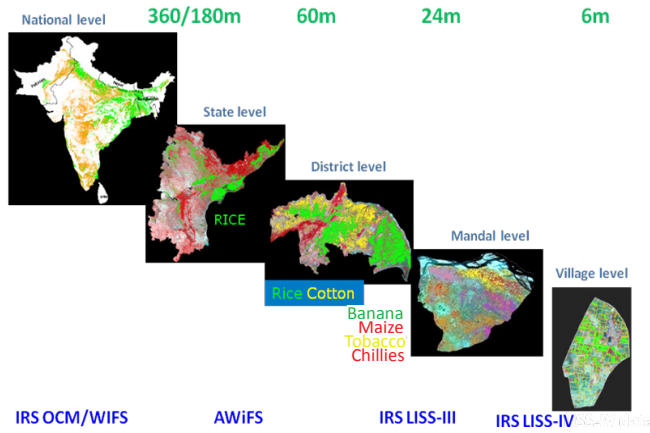 National level
360/180m
60m
24m
6m
State level
RICE
District level
Rice Cotton
Banana
Maize
Tobacco
Chillies
Mandal level
Village level
IRS OCM/WIFS
AWiFS
IRS LISS-III
IRS LISS-IV